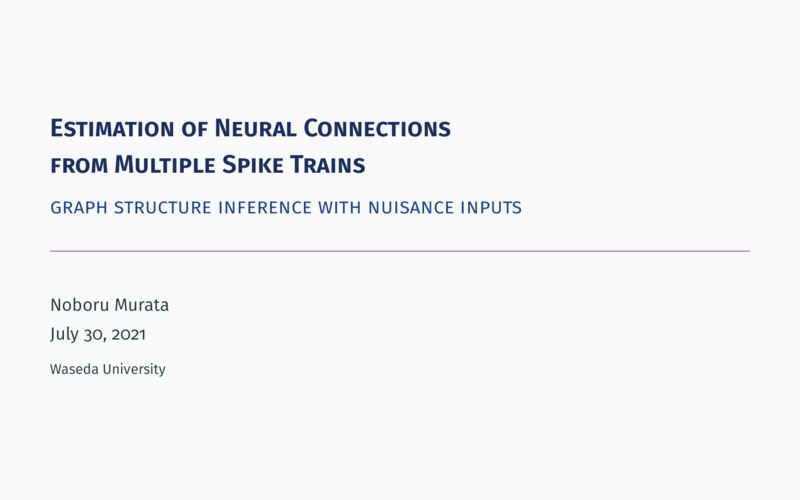 Estimation of Neural Connections
from Multiple Spike Trains
GRAPH STRUCTURE INFERENCE WITH NUISANCE INPUTS
Noboru Murata
July 30, 2021
Waseda University